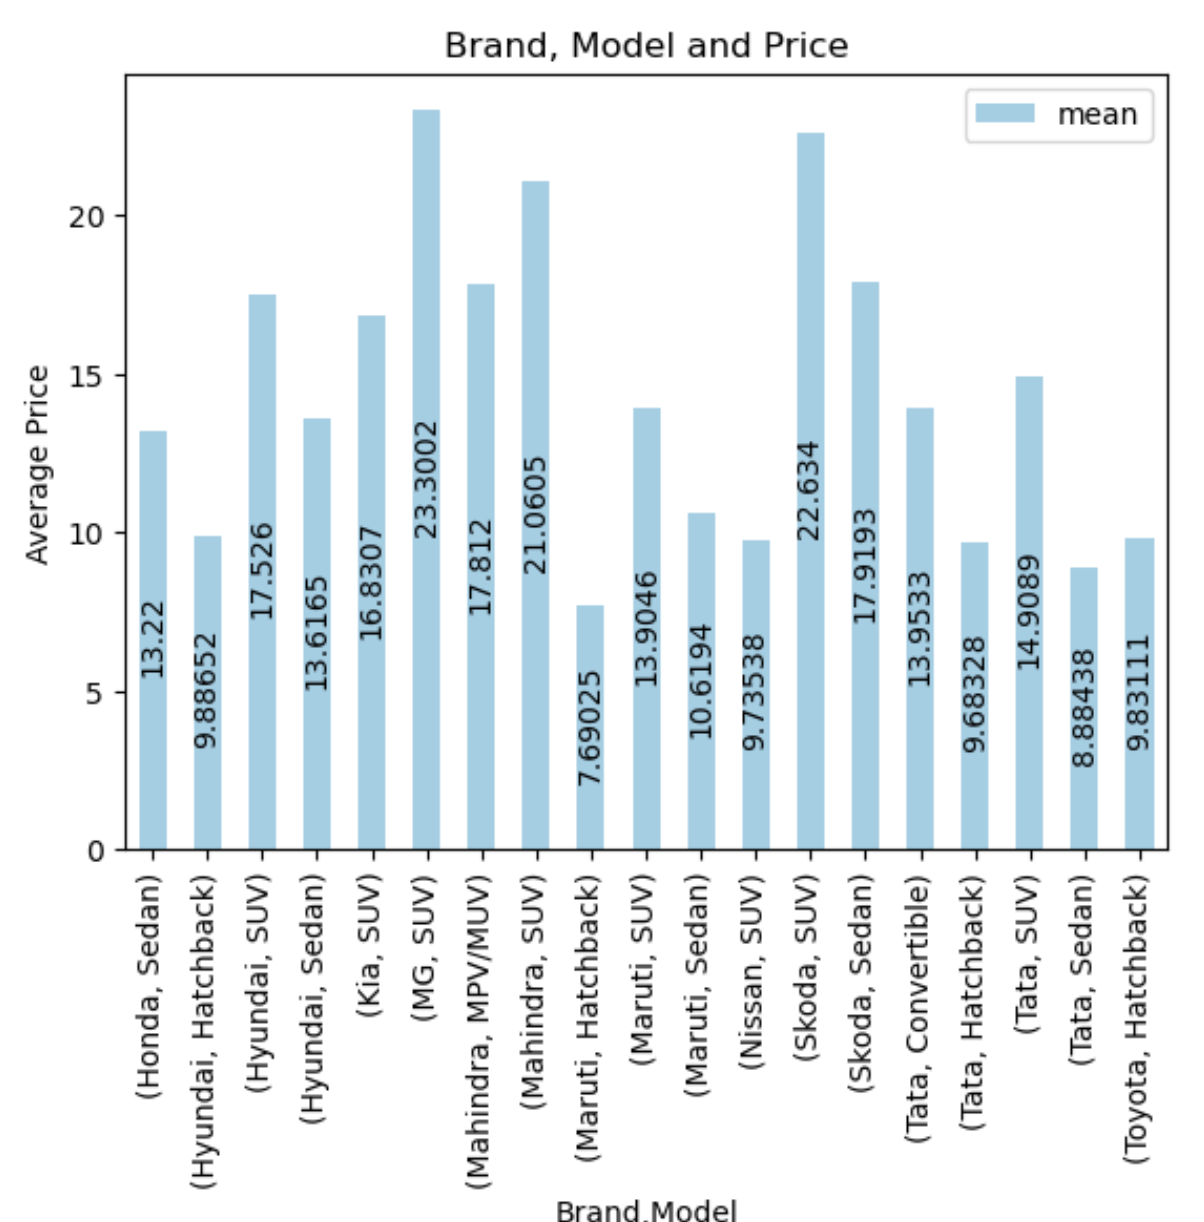 Brand, Model and Price
mean
Average Price
20
15
10
5
0
13.22
9.88652
17.526
13.6165
16.8307
23.3002
17.812
21.0605
7.69025
13.9046
10.6194
9.73538
22.634
17.9193
13.9533
9.68328
14.9089
8.88438
9.83111
(Honda, Sedan)
(Hyundai, Hatchback)
(Hyundai, SUV)
(Hyundai, Sedan)
(Kia, SUV)
(MG, SUV)
(Mahindra, MPV/MUV)
(Mahindra, SUV)
(Maruti, Hatchback)
(Maruti, SUV)
(Maruti, Sedan)
(Nissan, SUV)
(Skoda, SUV)
(Skoda, Sedan)
(Tata, Convertible)
(Tata, Hatchback)
(Tata, SUV)
(Tata, Sedan)
(Toyota, Hatchback)
Brand,Model